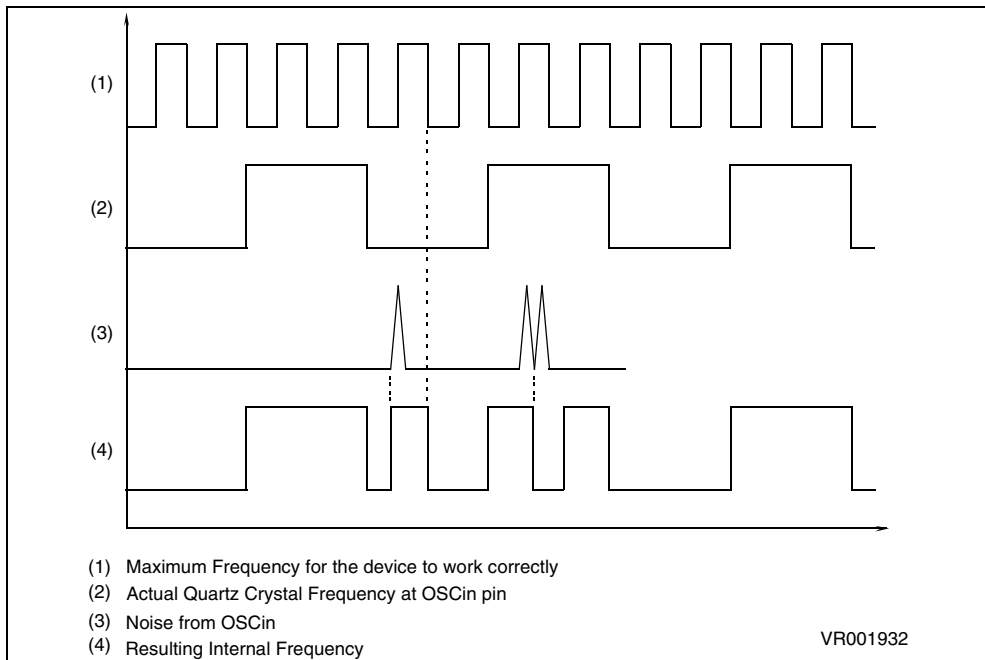 (1)
(2)
(3)
(4)
(1) Maximum Frequency for the device to work correctly
(2) Actual Quartz Crystal Frequency at OSCin pin
(3) Noise from OSCin
(4) Resulting Internal Frequency
VR001932